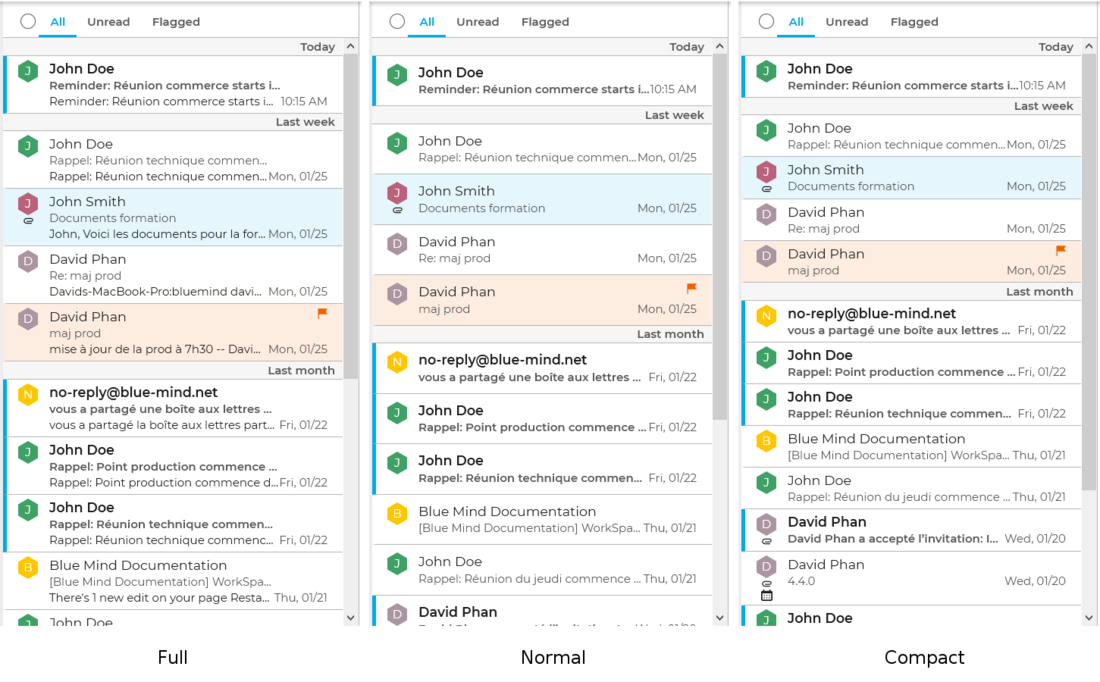 All Unread Flagged
Today
J
John Doe
Reminder: Réunion commerce starts i...
Reminder: Réunion commerce starts i... 10:15 AM
Last week
J
John Doe
Rappel: Réunion technique commen...
Rappel: Réunion technique commen... Mon, 01/25
J
John Smith
Documents formation
John, Voici les documents pour la for... Mon, 01/25
D
David Phan
Re: maj prod
Davids-MacBook-Pro:bluemind davi... Mon, 01/25
D
David Phan
maj prod
mise à jour de la prod à 7h30 -- Davi... Mon, 01/25
Last month
N
no-reply@blue-mind.net
vous a partagé une boîte aux lettres ...
vous a partagé la boîte aux lettres part... Fri, 01/22
J
John Doe
Rappel: Point production commence ...
Rappel: Point production commence d... Fri, 01/22
J
John Doe
Rappel: Réunion technique commen...
Rappel: Réunion technique commenc... Fri, 01/22
B
Blue Mind Documentation
[Blue Mind Documentation] WorkSpa...
There's 1 new edit on your page Resta... Thu, 01/21
J
John Doe
Full
All Unread Flagged
Today
J
John Doe
Reminder: Réunion commerce starts i... 10:15 AM
Last week
J
John Doe
Rappel: Réunion technique commen... Mon, 01/25
J
John Smith
Documents formation Mon, 01/25
D
David Phan
Re: maj prod Mon, 01/25
D
David Phan
maj prod Mon, 01/25
Last month
N
no-reply@blue-mind.net
vous a partagé une boîte aux lettres ... Fri, 01/22
J
John Doe
Rappel: Point production commence ... Fri, 01/22
J
John Doe
Rappel: Réunion technique commen... Fri, 01/22
B
Blue Mind Documentation
[Blue Mind Documentation] WorkSpa... Thu, 01/21
J
John Doe
Rappel: Réunion du jeudi commence ... Thu, 01/21
D
David Phan
Normal
All Unread Flagged
Today
J
John Doe
Reminder: Réunion commerce starts i... 10:15 AM
Last week
J
John Doe
Rappel: Réunion technique commen... Mon, 01/25
J
John Smith
Documents formation Mon, 01/25
D
David Phan
Re: maj prod Mon, 01/25
D
David Phan
maj prod Mon, 01/25
Last month
N
no-reply@blue-mind.net
vous a partagé une boîte aux lettres ... Fri, 01/22
J
John Doe
Rappel: Point production commence ... Fri, 01/22
J
John Doe
Rappel: Réunion technique commen... Fri, 01/22
B
Blue Mind Documentation
[Blue Mind Documentation] WorkSpa... Thu, 01/21
J
John Doe
Rappel: Réunion du jeudi commence ... Thu, 01/21
D
David Phan
David Phan a accepté l'invitation: I... Wed, 01/20
D
David Phan
4.4.0 Wed, 01/20
J
John Doe
Compact